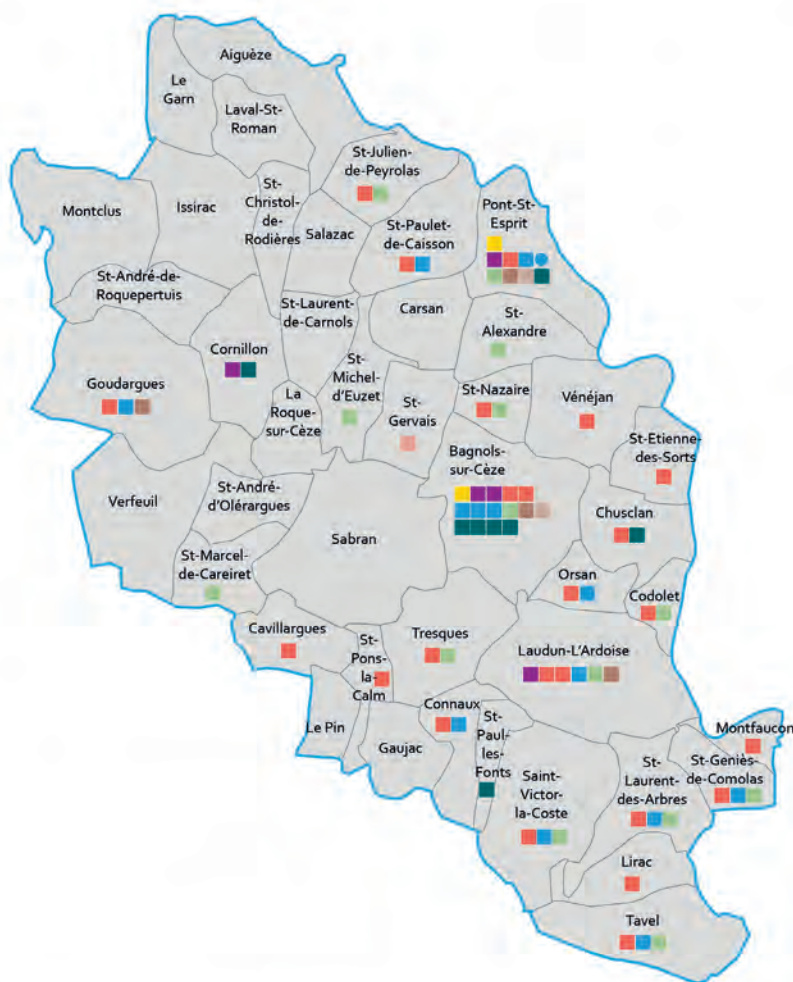 Aiguèze
Le
Garn
Laval-St-
Roman
St-Julien-
de-Peyrolas
St-
Christol-
de-
Rodières
Montclus
Issirac
Salazac
St-Paulet-
de-Caisson
Pont-St-
Esprit
St-André-de-
Roquepertuis
St-Laurent-
de-Carnols
Carsan
St-
Alexandre
Cornillon
Goudargues
St-
Michel-
d'Euzet
La
Roque-
sur-Cèze
St-
Gervais
St-Nazaire
Vénéjan
St-Etienne-
des-Sorts
Bagnols-
sur-Cèze
Verfeuil
St-André-
d'Olérargues
Sabran
Chusclan
St-Marcel-
de-Careiret
Orsan
Codolet
Cavillargues
St-
Pons-
la-
Calm
Tresques
Laudun-L'Ardoise
Le Pin
Gaujac
Connaux
St-
Paul-
les-
Fonts
Saint-
Victor-
la-Coste
St-
Laurent-
des-Arbres
Montfaucon
St-Geniès-
de-Comolas
Lirac
Tavel